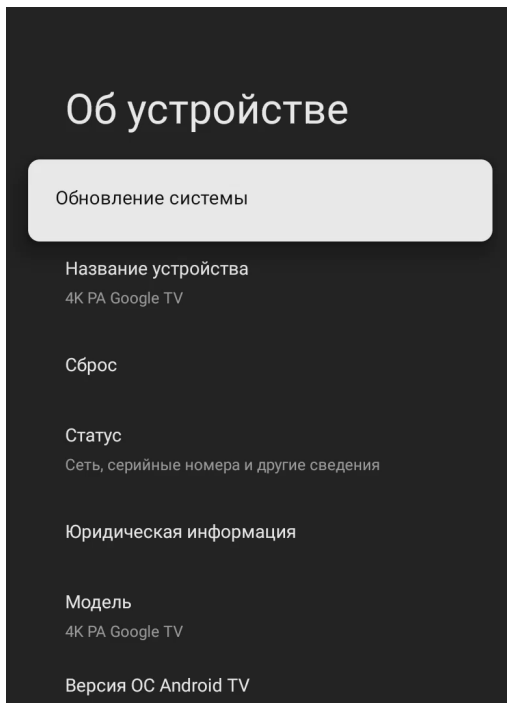 Об устройстве
Обновление системы
Название устройства
4K PA Google TV
Сброс
Статус
Сеть, серийные номера и другие сведения
Юридическая информация
Модель
4K PA Google TV
Версия ОС Android TV